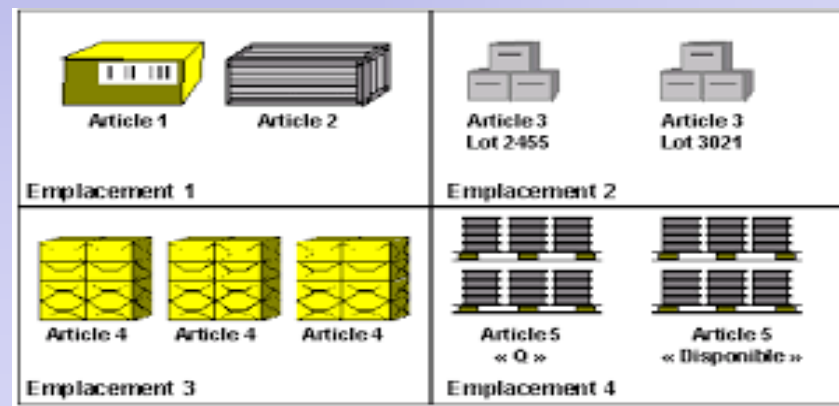 Article 1
Article 2
Article 3
Lot 2455
Article 3
Lot 3021
Emplacement 1
Emplacement 2
Article 4
Article 4
Article 4
Article 5
« Q »
Article 5
« Disponible »
Emplacement 3
Emplacement 4